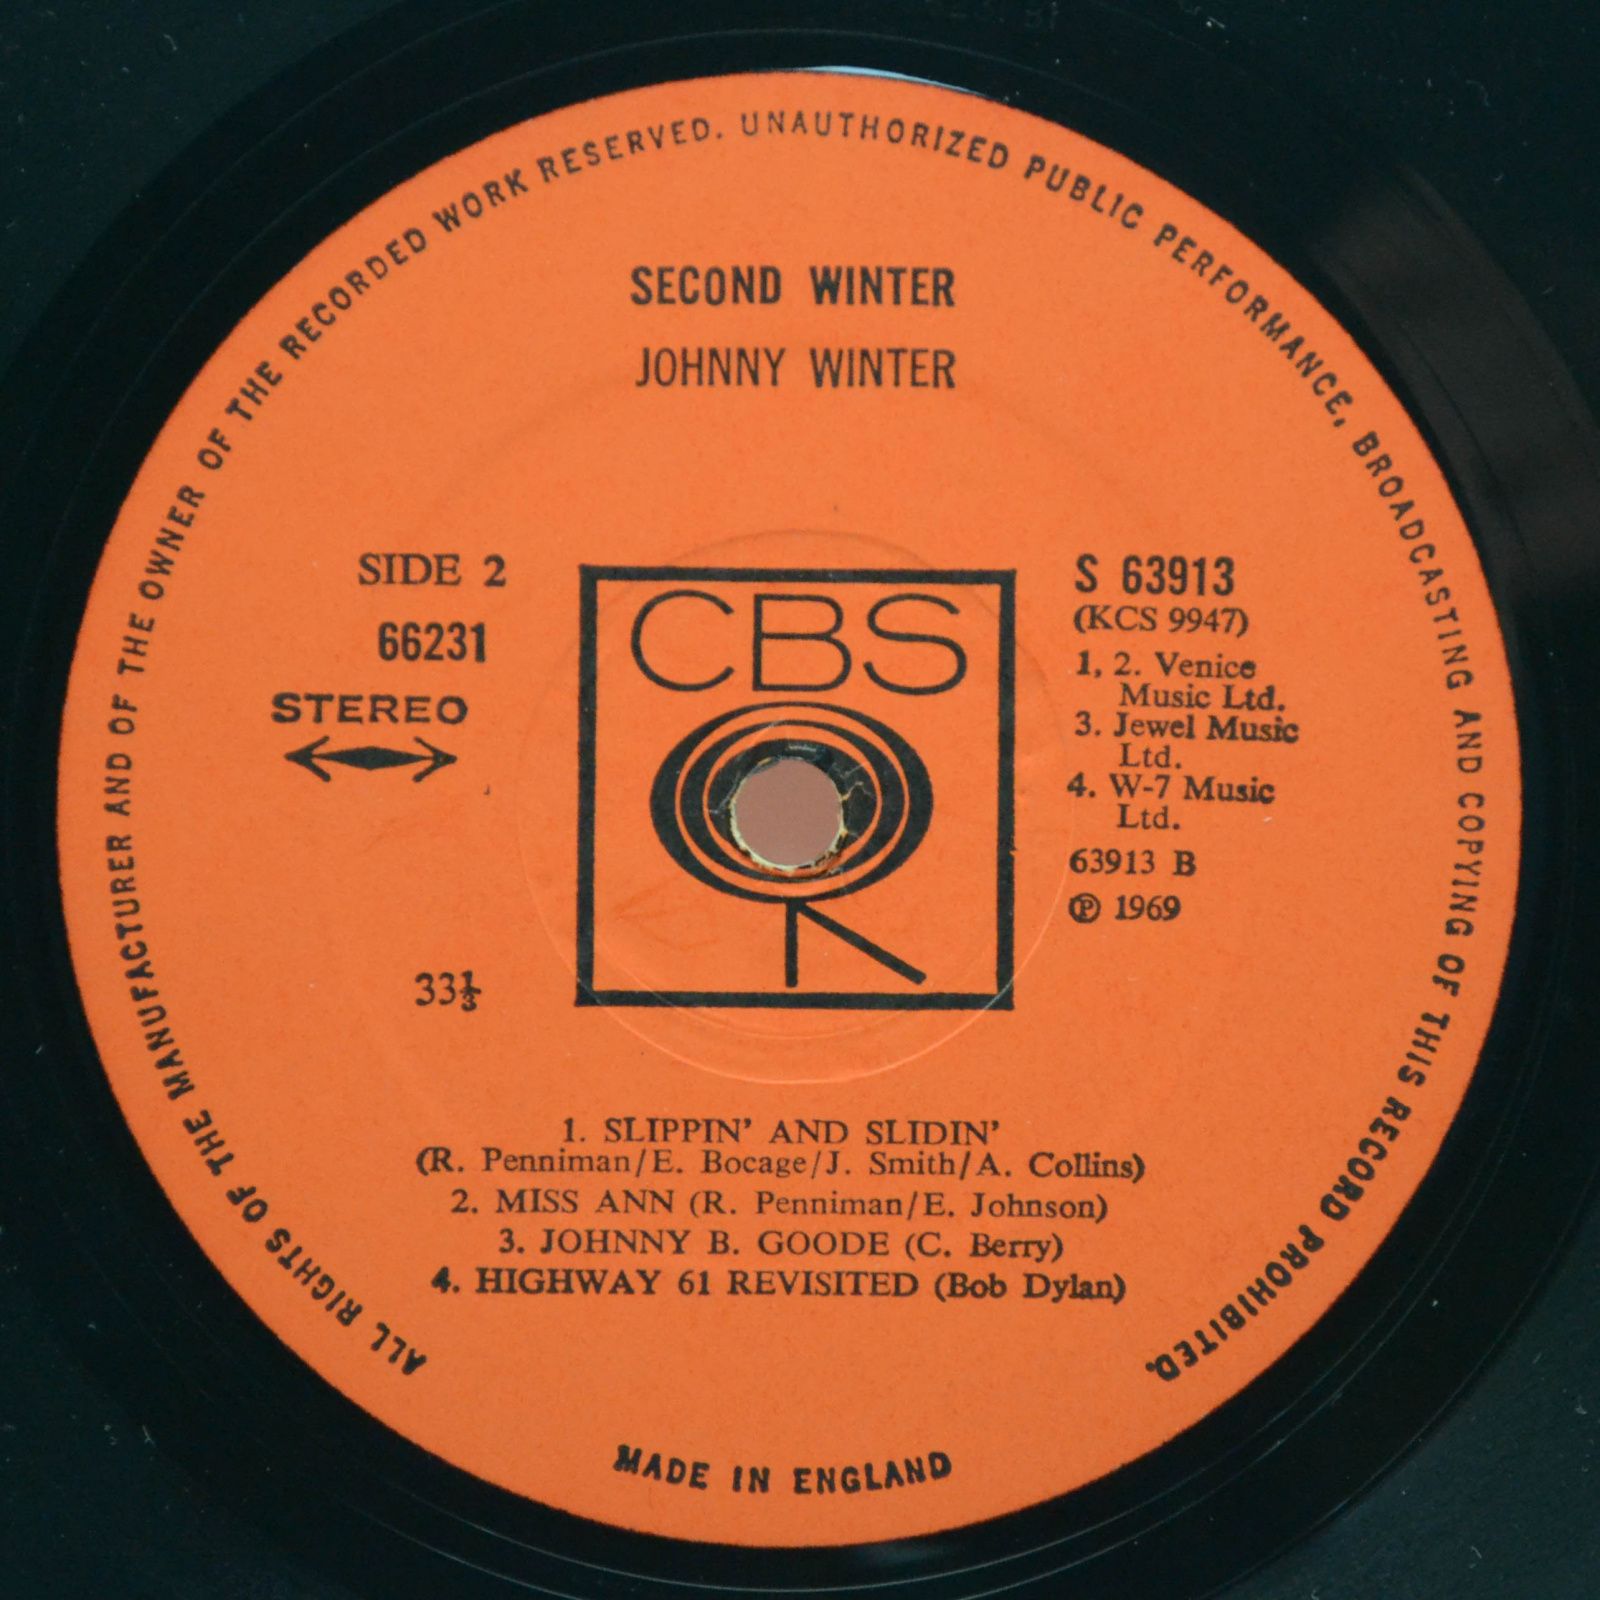 ALL RIGHTS OF THE MANUFACTURER AND OF THE OWNER OF THE RECORDED WORK RESERVED. UNAUTHORIZED PUBLIC PERFORMANCE, BROADCASTING AND COPYING OF THIS RECORD PROHIBITED.
SECOND WINTER
JOHNNY WINTER
SIDE 2
66231
STEREO
33⅓
CBS
S 63913
(KCS 9947)
1, 2. Venice
Music Ltd.
3. Jewel Music
Ltd.
4. W-7 Music
Ltd.
63913 B
℗ 1969
1. SLIPPIN' AND SLIDIN'
(R. Penniman/E. Bocage/J. Smith/A. Collins)
2. MISS ANN (R. Penniman/E. Johnson)
3. JOHNNY B. GOODE (C. Berry)
4. HIGHWAY 61 REVISITED (Bob Dylan)
MADE IN ENGLAND